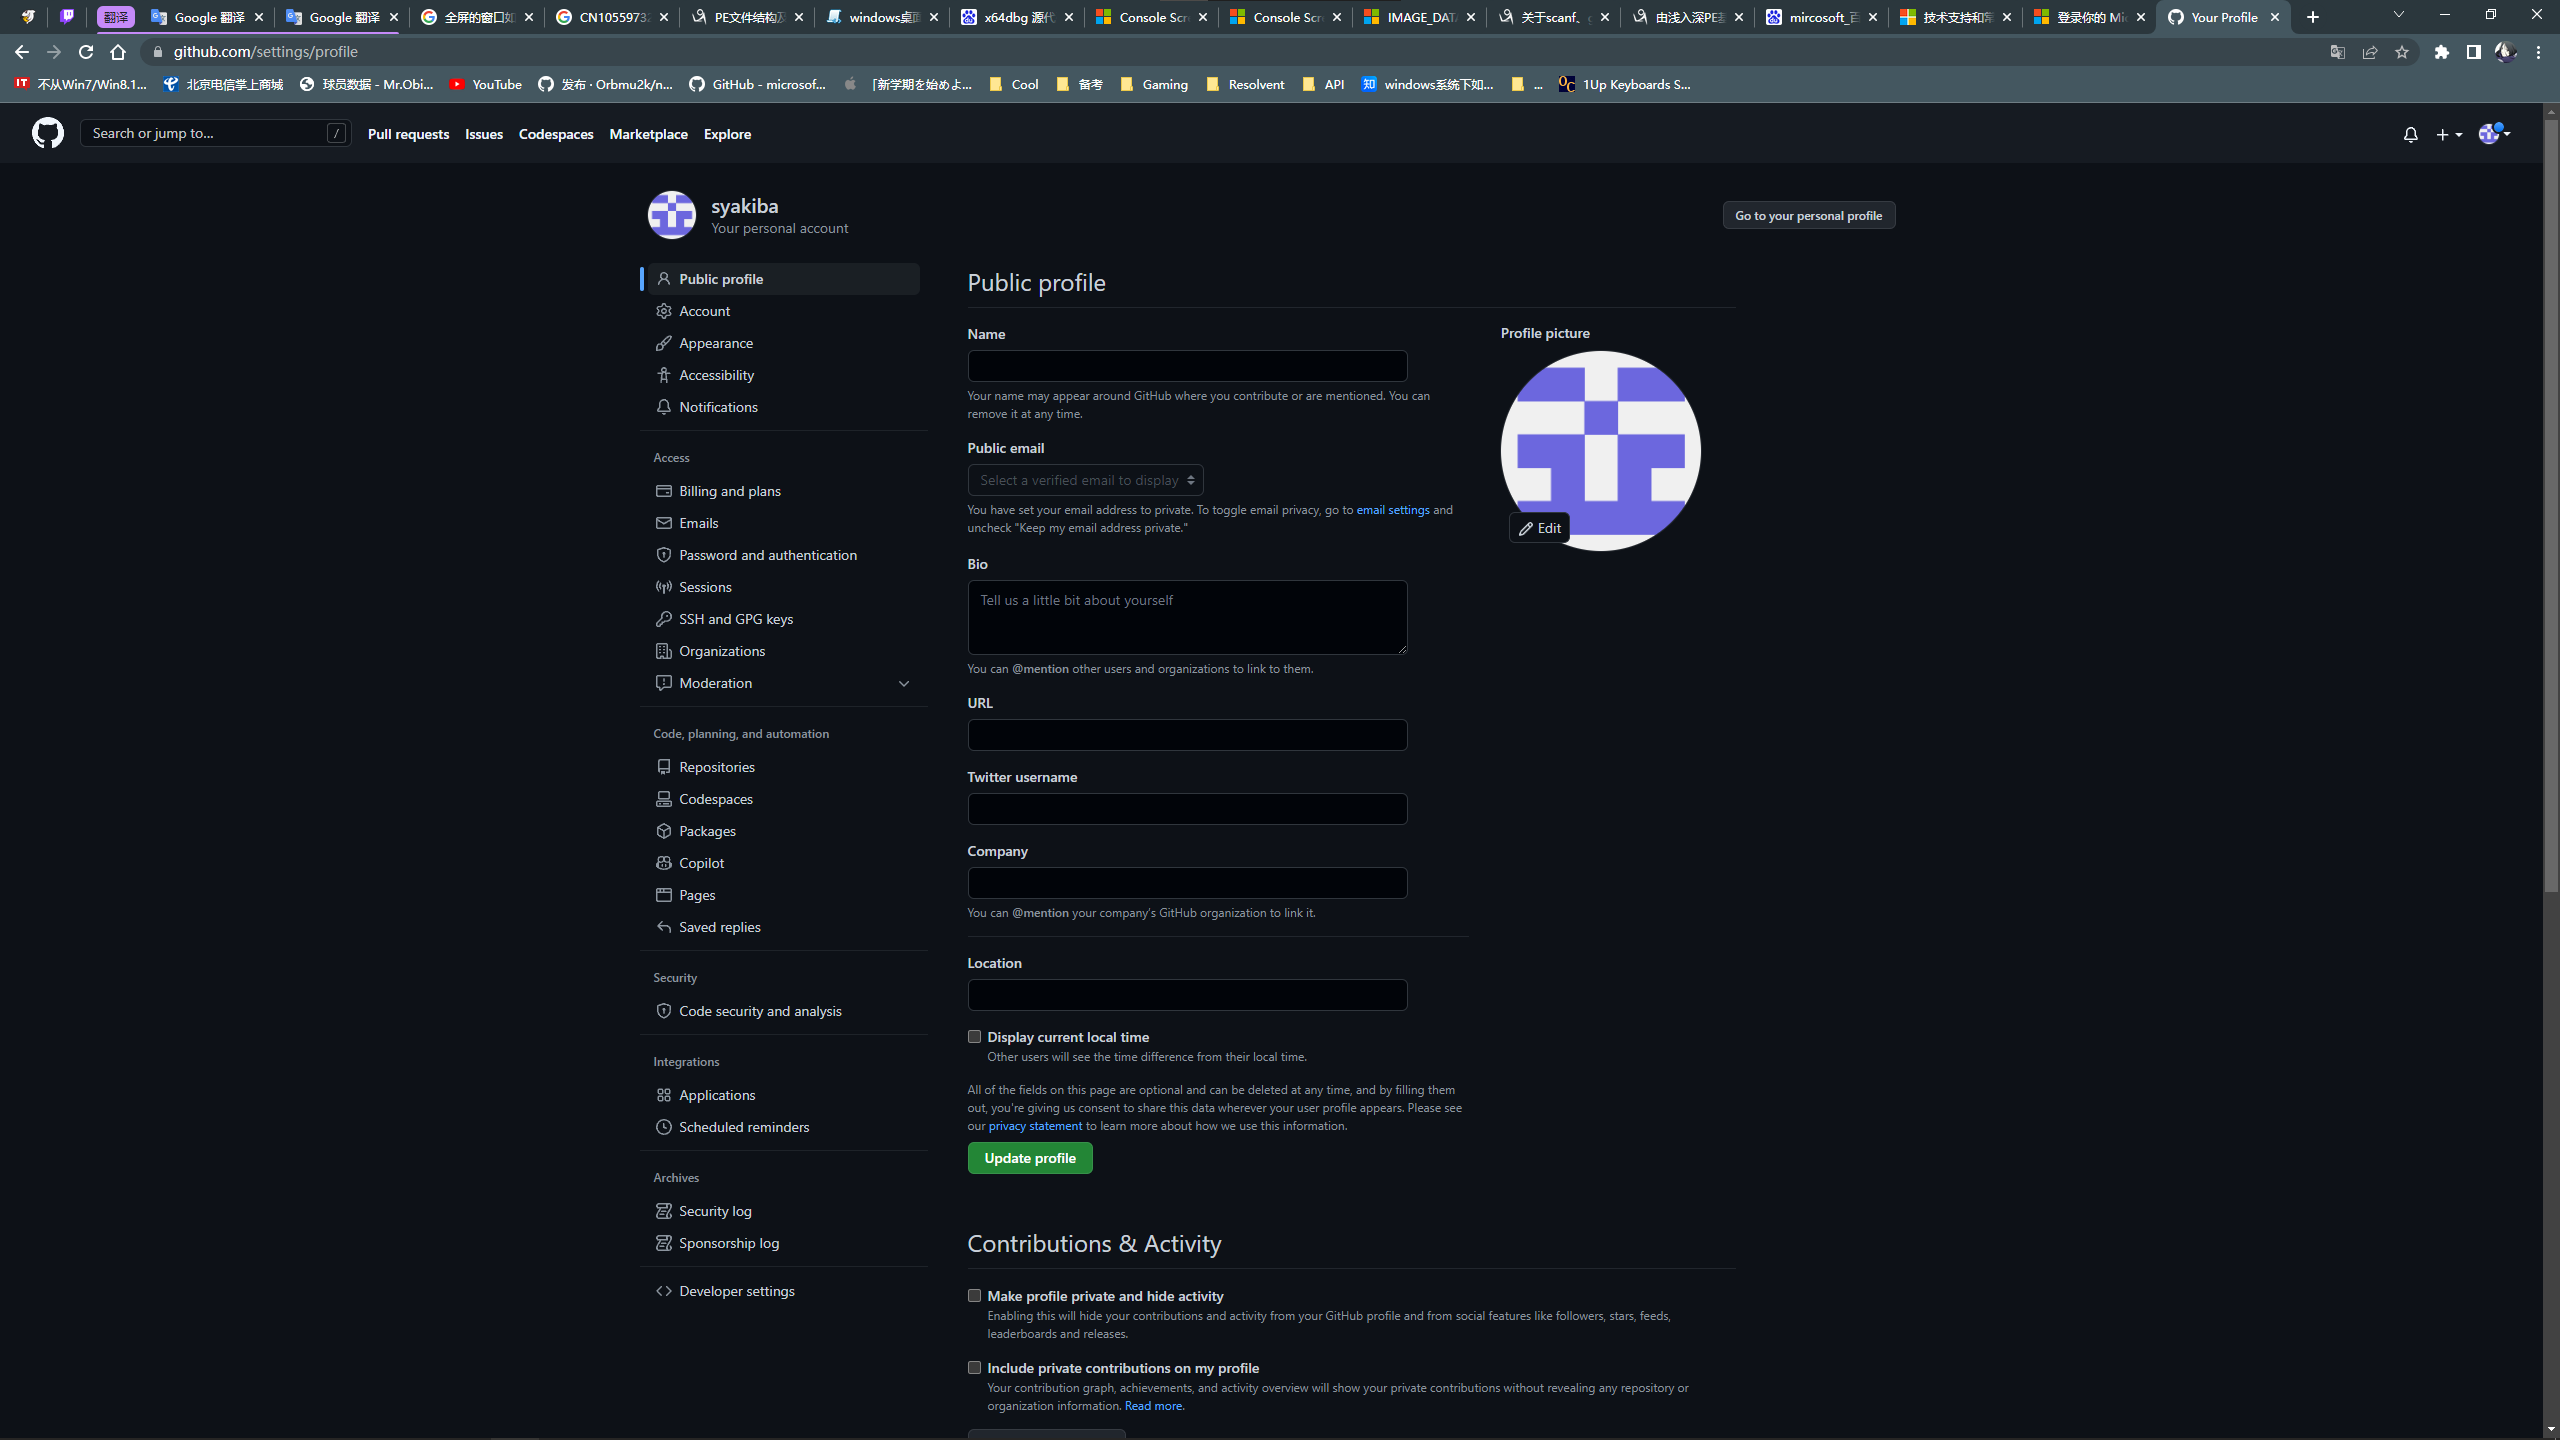 翻译
Google 翻译
Google 翻译
全屏的窗口如
CN1055973
PE文件结构及
windows桌面
x64dbg 源代
Console Scr
Console Scr
IMAGE_DATA
关于scanf、g
由浅入深PE基
mircosoft_百
技术支持和常
登录你的 Mic
Your Profile
github.com/settings/profile
不从Win7/Win8.1...
北京电信掌上商城
球员数据 - Mr.Obi...
YouTube
发布 · Orbmu2k/n...
GitHub - microsof...
「新学期を始めよ...
Cool
备考
Gaming
Resolvent
API
知 windows系统下如...
...
1Up Keyboards S...
Search or jump to... /
Pull requests
Issues
Codespaces
Marketplace
Explore
syakiba
Your personal account
Go to your personal profile
Public profile
Account
Appearance
Accessibility
Notifications
Access
Billing and plans
Emails
Password and authentication
Sessions
SSH and GPG keys
Organizations
Moderation
Code, planning, and automation
Repositories
Codespaces
Packages
Copilot
Pages
Saved replies
Security
Code security and analysis
Integrations
Applications
Scheduled reminders
Archives
Security log
Sponsorship log
Developer settings
Public profile
Name
Your name may appear around GitHub where you contribute or are mentioned. You can
remove it at any time.
Public email
Select a verified email to display
You have set your email address to private. To toggle email privacy, go to email settings and
uncheck "Keep my email address private."
Bio
Tell us a little bit about yourself
You can @mention other users and organizations to link to them.
URL
Twitter username
Company
You can @mention your company's GitHub organization to link it.
Location
Display current local time
Other users will see the time difference from their local time.
All of the fields on this page are optional and can be deleted at any time, and by filling them
out, you're giving us consent to share this data wherever your user profile appears. Please see
our privacy statement to learn more about how we use this information.
Update profile
Profile picture
Edit
Contributions & Activity
Make profile private and hide activity
Enabling this will hide your contributions and activity from your GitHub profile and from social features like followers, stars, feeds,
leaderboards and releases.
Include private contributions on my profile
Your contribution graph, achievements, and activity overview will show your private contributions without revealing any repository or
organization information. Read more.